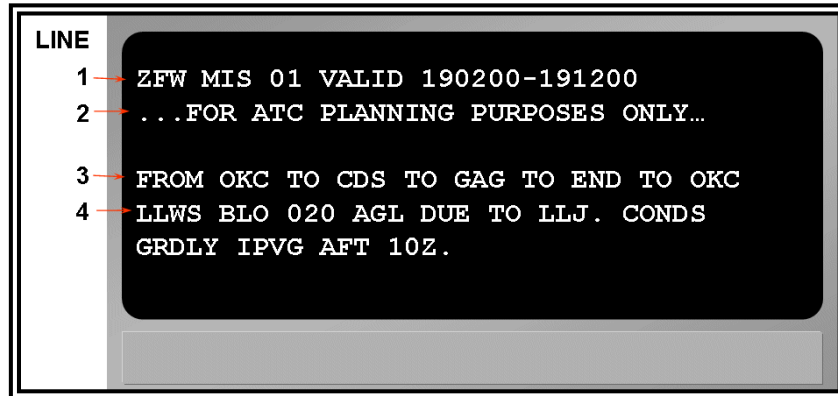 LINE
1 ZFW MIS 01 VALID 190200-191200
2 ...FOR ATC PLANNING PURPOSES ONLY…
3 FROM OKC TO CDS TO GAG TO END TO OKC
4 LLWS BLO 020 AGL DUE TO LLJ. CONDS
GRDLY IPVG AFT 10Z.